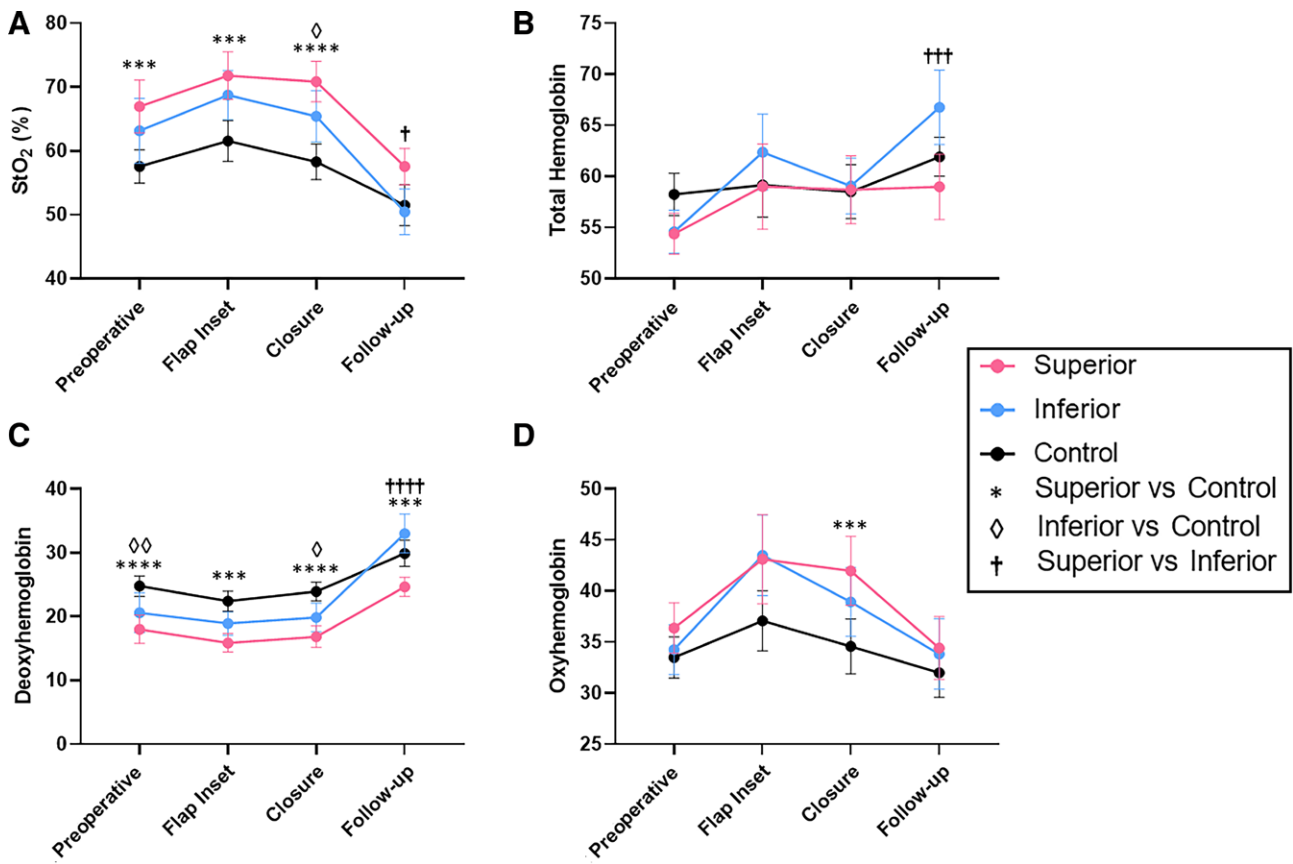 A
StO2 (%)
80
70
60
50
40
***
***
◊
****
†
Preoperative
Flap Inset
Closure
Follow-up
B
Total Hemoglobin
75
70
65
60
55
50
†††
Preoperative
Flap Inset
Closure
Follow-up
Superior
Inferior
Control
* Superior vs Control
◊ Inferior vs Control
† Superior vs Inferior
C
Deoxyhemoglobin
40
30
20
10
0
◊◊
****
***
◊
****
††††
***
Preoperative
Flap Inset
Closure
Follow-up
D
Oxyhemoglobin
50
45
40
35
30
25
***
Preoperative
Flap Inset
Closure
Follow-up